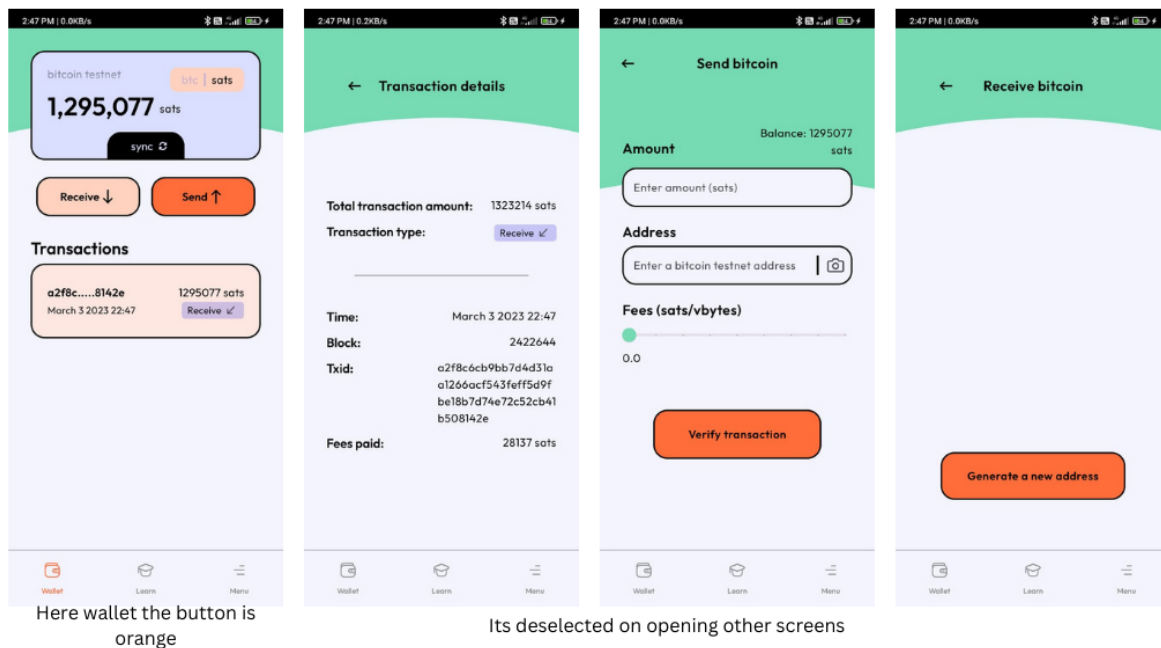 2:47 PM | 0.0KB/s
bitcoin testnet
btc | sats
1,295,077 sats
sync
Receive ↓
Send ↑
Transactions
a2f8c.....8142e
1295077 sats
March 3 2023 22:47
Receive ↙
Wallet
Learn
Menu
Here wallet the button is
orange
2:47 PM | 0.2KB/s
← Transaction details
Total transaction amount:
1323214 sats
Transaction type:
Receive ↙
Time:
March 3 2023 22:47
Block:
2422644
Txid:
a2f8c6cb9bb7d4d31a
a1266acf543feff5d9f
be18b7d74e72c52cb41
b508142e
Fees paid:
28137 sats
Wallet
Learn
Menu
2:47 PM | 0.0KB/s
← Send bitcoin
Balance: 1295077
sats
Amount
Enter amount (sats)
Address
Enter a bitcoin testnet address
Fees (sats/vbytes)
0.0
Verify transaction
Wallet
Learn
Menu
2:47 PM | 0.0KB/s
← Receive bitcoin
Generate a new address
Wallet
Learn
Menu
Its deselected on opening other screens